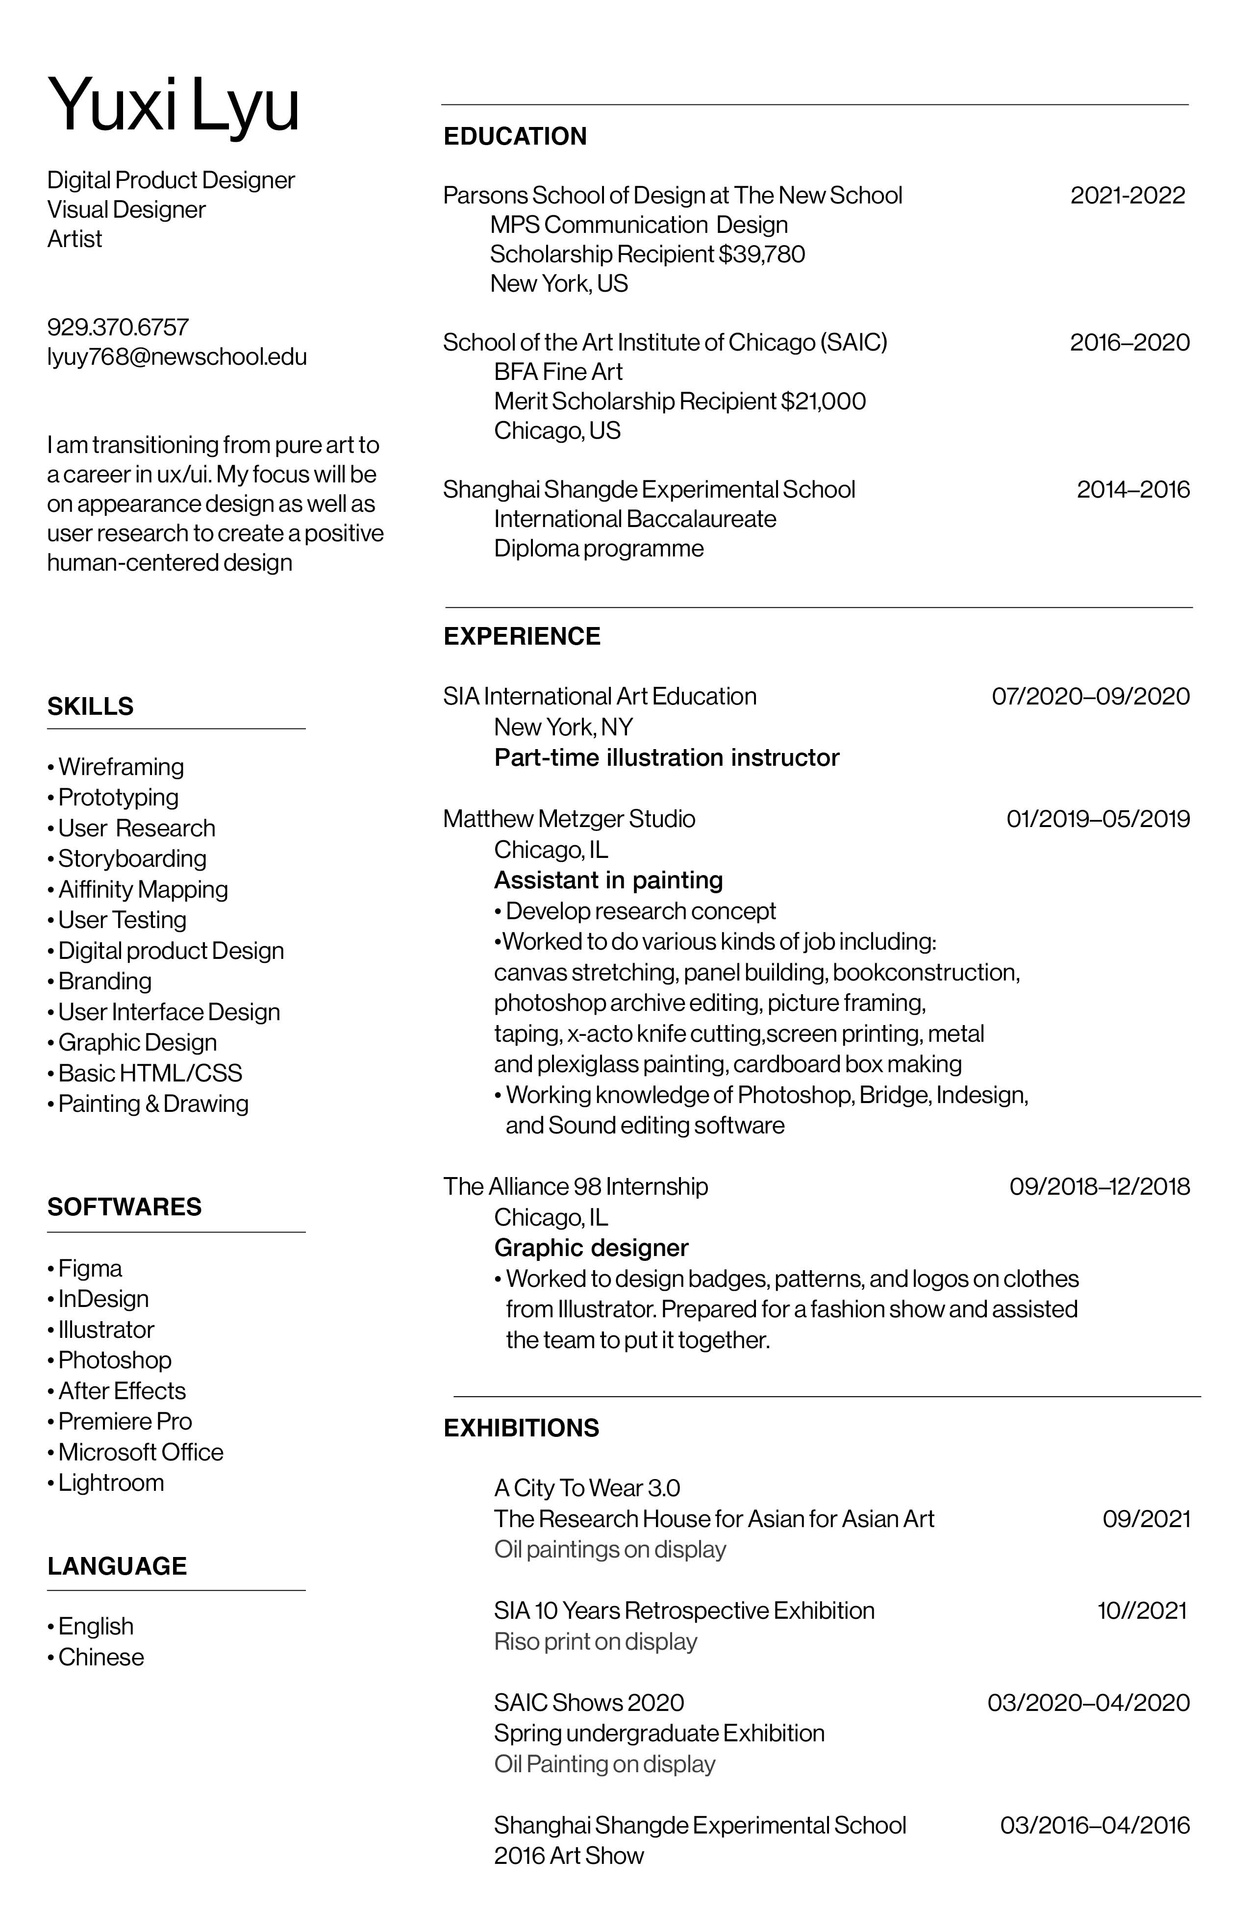 Yuxi Lyu
Digital Product Designer
Visual Designer
Artist
929.370.6757
lyuy768@newschool.edu
I am transitioning from pure art to
a career in ux/ui. My focus will be
on appearance design as well as
user research to create a positive
human-centered design
SKILLS
• Wireframing
• Prototyping
• User Research
• Storyboarding
• Aiffinity Mapping
• User Testing
• Digital product Design
• Branding
• User Interface Design
• Graphic Design
• Basic HTML/CSS
• Painting & Drawing
SOFTWARES
• Figma
• InDesign
• Illustrator
• Photoshop
• After Effects
• Premiere Pro
• Microsoft Office
• Lightroom
LANGUAGE
• English
• Chinese
EDUCATION
Parsons School of Design at The New School 2021-2022
MPS Communication Design
Scholarship Recipient $39,780
New York, US
School of the Art Institute of Chicago (SAIC) 2016–2020
BFA Fine Art
Merit Scholarship Recipient $21,000
Chicago, US
Shanghai Shangde Experimental School 2014–2016
International Baccalaureate
Diploma programme
EXPERIENCE
SIA International Art Education 07/2020–09/2020
New York, NY
Part-time illustration instructor
Matthew Metzger Studio 01/2019–05/2019
Chicago, IL
Assistant in painting
• Develop research concept
•Worked to do various kinds of job including:
canvas stretching, panel building, bookconstruction,
photoshop archive editing, picture framing,
taping, x-acto knife cutting,screen printing, metal
and plexiglass painting, cardboard box making
• Working knowledge of Photoshop, Bridge, Indesign,
and Sound editing software
The Alliance 98 Internship 09/2018–12/2018
Chicago, IL
Graphic designer
• Worked to design badges, patterns, and logos on clothes
from Illustrator. Prepared for a fashion show and assisted
the team to put it together.
EXHIBITIONS
A City To Wear 3.0
The Research House for Asian for Asian Art 09/2021
Oil paintings on display
SIA 10 Years Retrospective Exhibition 10//2021
Riso print on display
SAIC Shows 2020 03/2020–04/2020
Spring undergraduate Exhibition
Oil Painting on display
Shanghai Shangde Experimental School 03/2016–04/2016
2016 Art Show